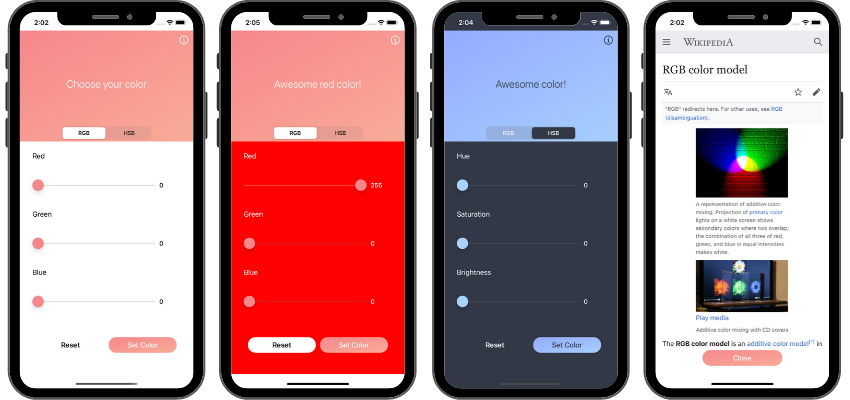 2:02
Choose your color
RGB HSB
Red
0
Green
0
Blue
0
Reset Set Color
2:05
Awesome red color!
RGB HSB
Red
255
Green
0
Blue
0
Reset Set Color
2:04
Awesome color!
RGB HSB
Hue
0
Saturation
0
Brightness
0
Reset Set Color
2:02
WIKIPEDIA
RGB color model
"RGB" redirects here. For other uses, see RGB
(disambiguation).
A representation of additive color
mixing. Projection of primary color
lights on a white screen shows
secondary colors where two overlap;
the combination of all three of red,
green, and blue in equal intensities
makes white.
Play media
Additive color mixing with CD covers
The RGB color model is an additive color model[1] in
Close